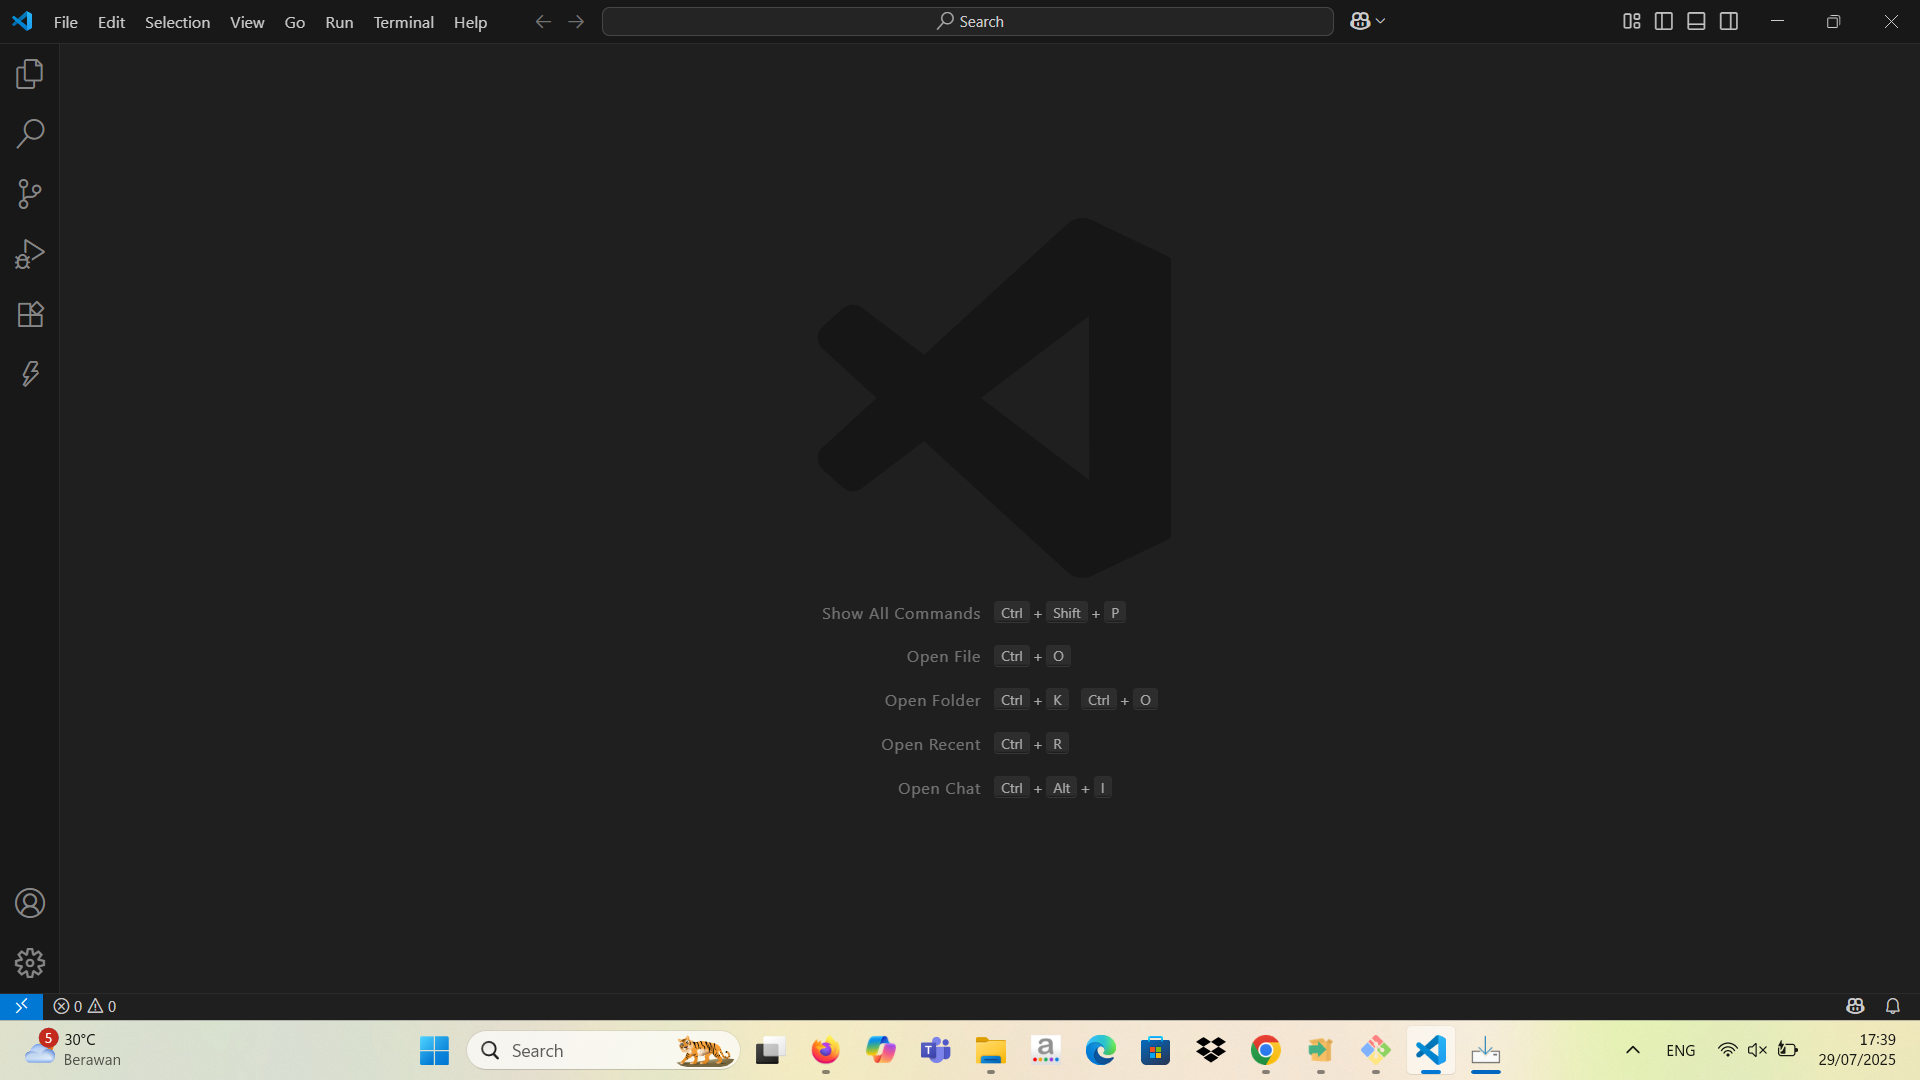 File Edit Selection View Go Run Terminal Help
Search
Show All Commands Ctrl + Shift + P
Open File Ctrl + O
Open Folder Ctrl + K Ctrl + O
Open Recent Ctrl + R
Open Chat Ctrl + Alt + I
0 0
5
30°C
Berawan
Search
T
a
ENG
17:39
29/07/2025